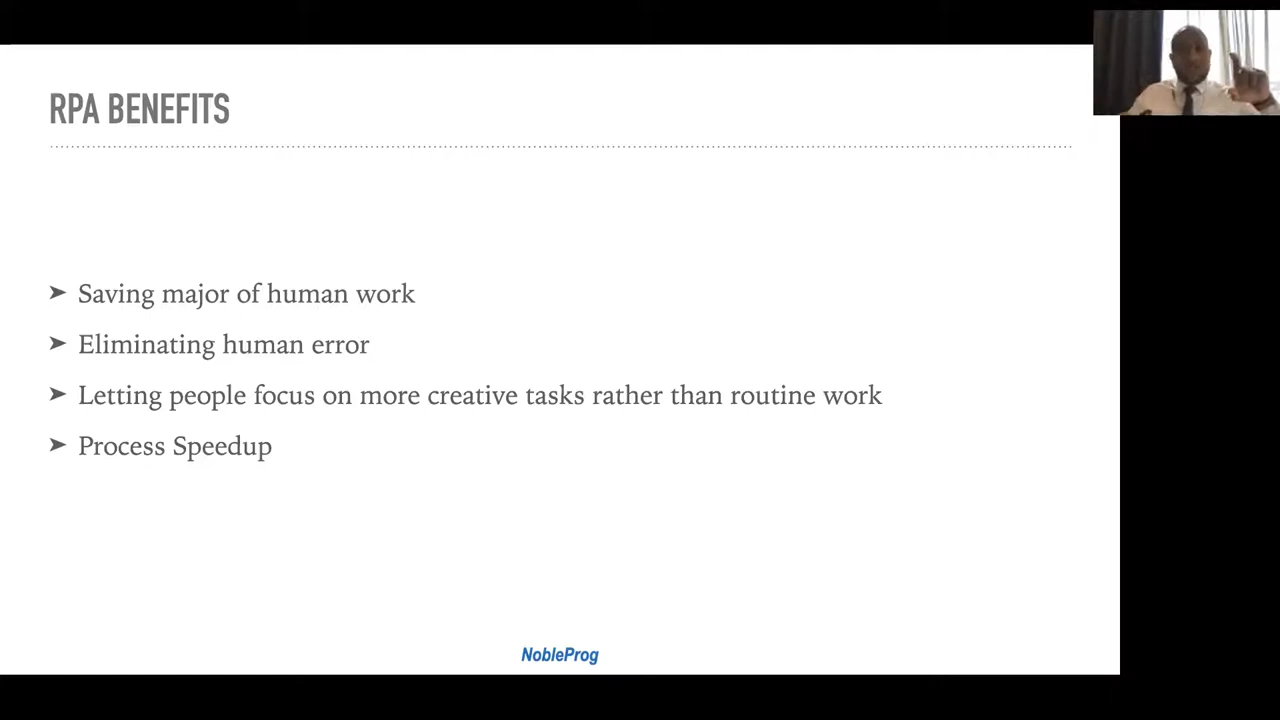 RPA BENEFITS
➤ Saving major of human work
➤ Eliminating human error
➤ Letting people focus on more creative tasks rather than routine work
➤ Process Speedup
NobleProg